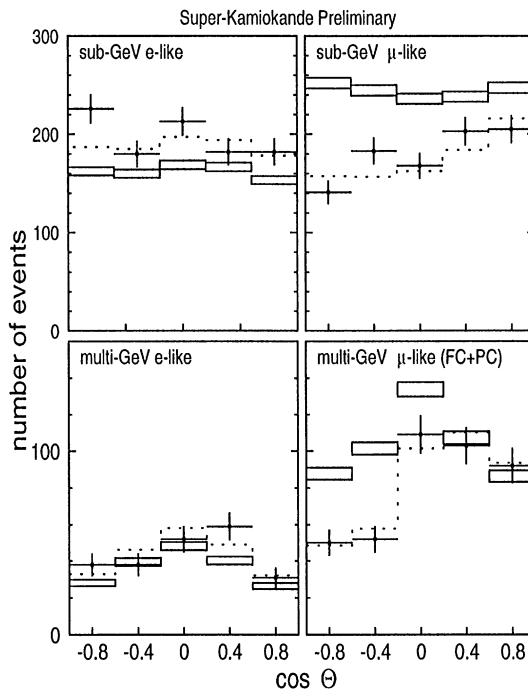 Super-Kamiokande Preliminary
300
sub-GeV e-like
sub-GeV μ-like
200
100
0
number of events
multi-GeV e-like
multi-GeV μ-like (FC+PC)
100
0
-0.8 -0.4 0 0.4 0.8 -0.8 -0.4 0 0.4 0.8
cos Θ